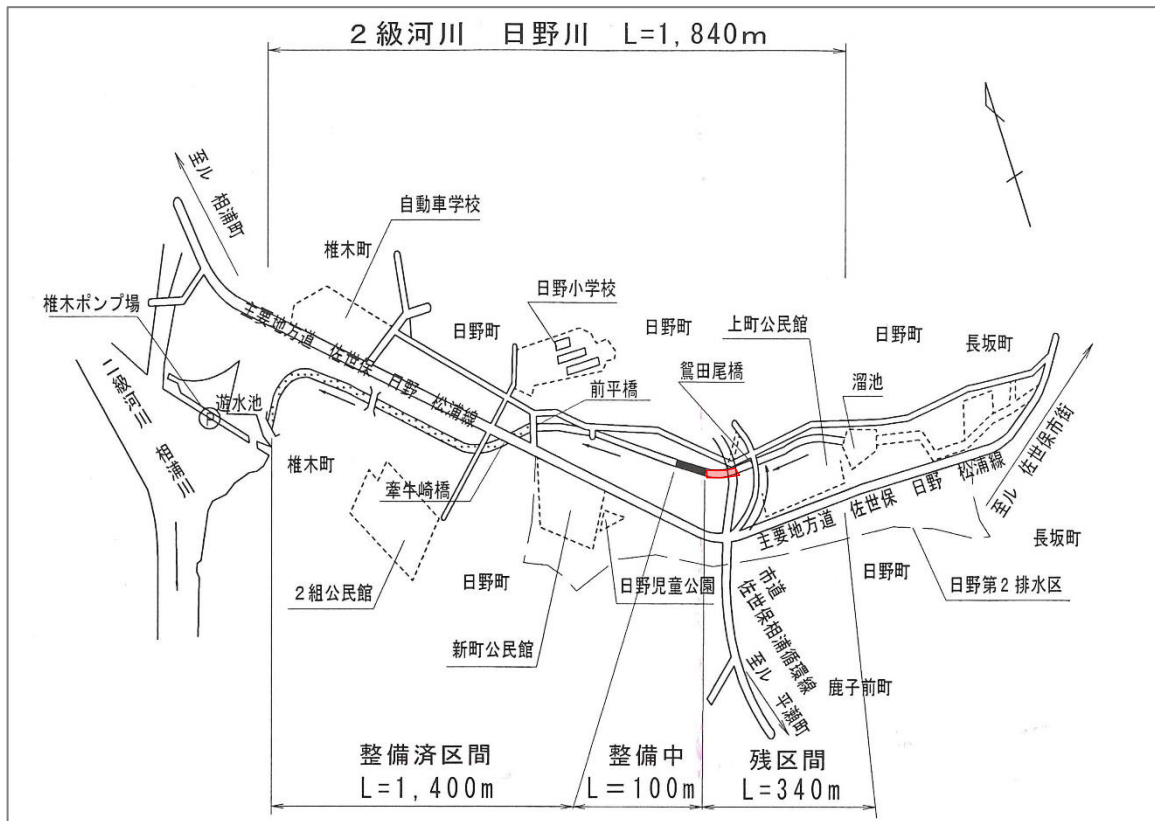 ２級河川　日野川　L=1,840m
至ル 相浦町
自動車学校
椎木町
椎木ポンプ場
日野町
日野小学校
日野町
上町公民館
日野町
長坂町
主要地方道 佐世保 日野 松浦線
鴛田尾橋
溜池
前平橋
遊水池
P
二級河川 相浦川
椎木町
牽牛崎橋
至ル 佐世保市街
主要地方道 佐世保 日野 松浦線
長坂町
２組公民館
日野町
日野児童公園
日野町
日野第２排水区
新町公民館
市道
佐世保相浦循環線
至ル 平瀬町
鹿子前町
整備済区間
L=1,400m
整備中
L=100m
残区間
L=340m